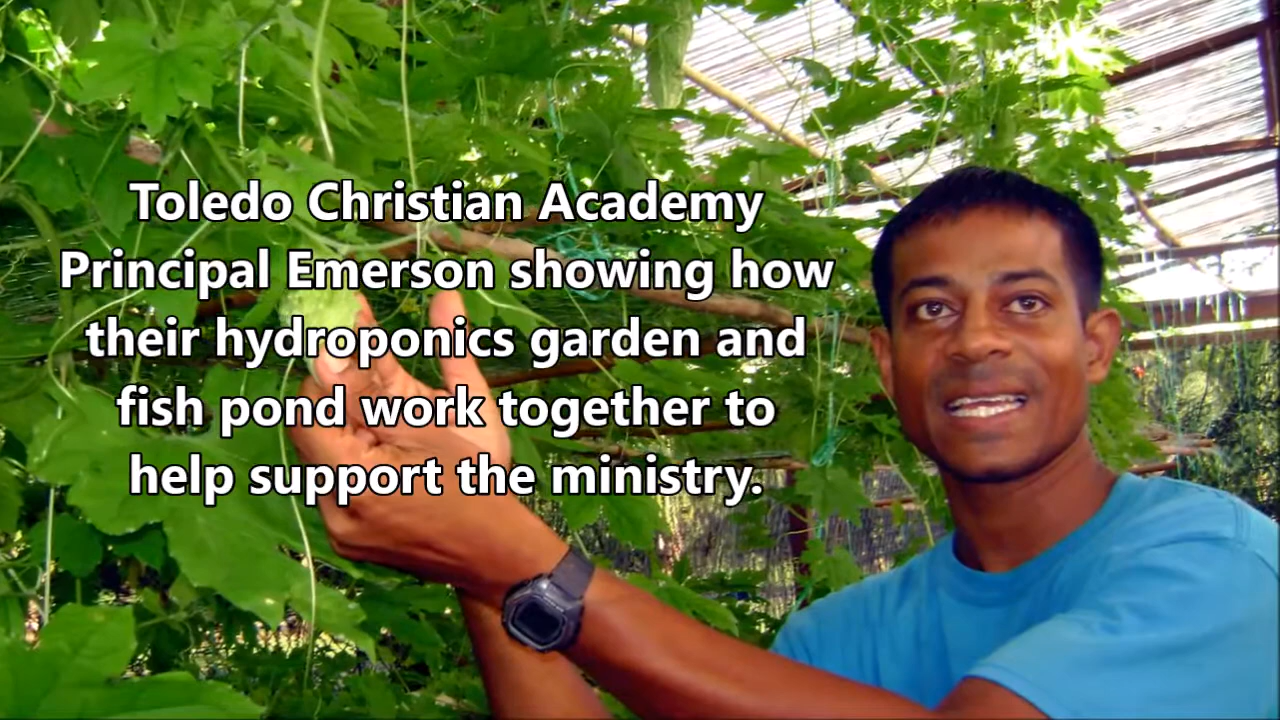 Toledo Christian Academy
Principal Emerson showing how
their hydroponics garden and
fish pond work together to
help support the ministry.